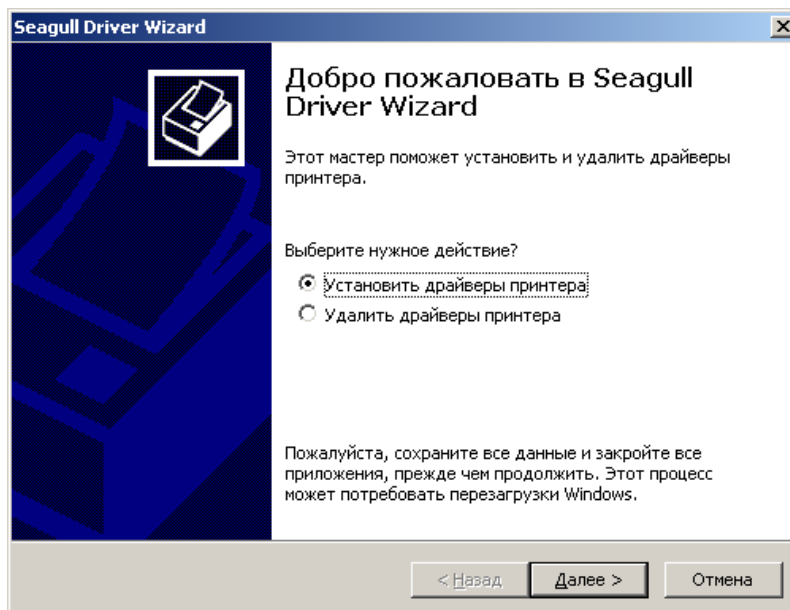 Seagull Driver Wizard
Добро пожаловать в Seagull
Driver Wizard
Этот мастер поможет установить и удалить драйверы
принтера.
Выберите нужное действие?
Установить драйверы принтера
Удалить драйверы принтера
Пожалуйста, сохраните все данные и закройте все
приложения, прежде чем продолжить. Этот процесс
может потребовать перезагрузки Windows.
< Назад
Далее >
Отмена